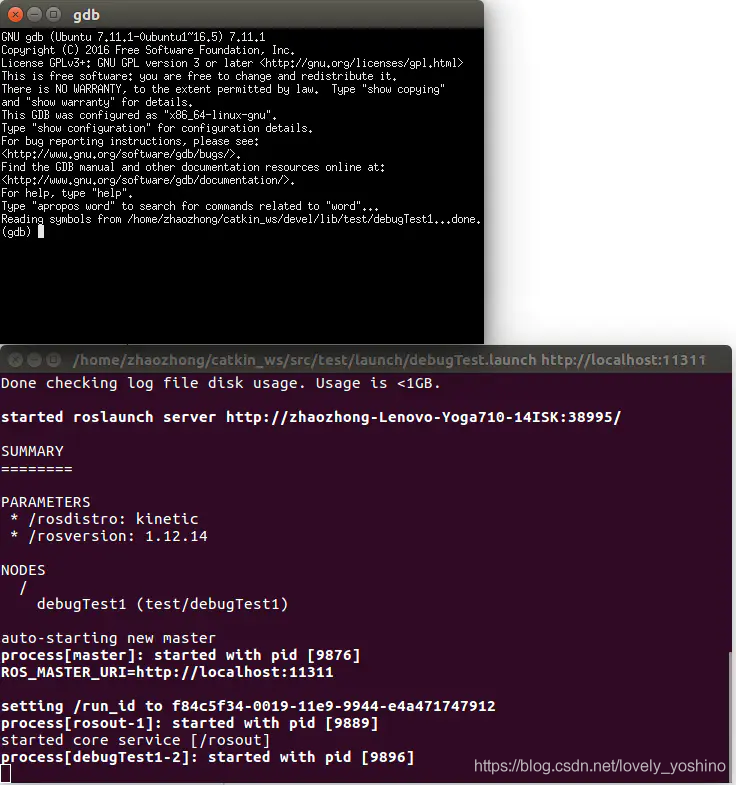 gdb
GNU gdb (Ubuntu 7.11.1-0ubuntu1~16.5) 7.11.1
Copyright (C) 2016 Free Software Foundation, Inc.
License GPLv3+: GNU GPL version 3 or later <http://gnu.org/licenses/gpl.html>
This is free software: you are free to change and redistribute it.
There is NO WARRANTY, to the extent permitted by law.  Type "show copying"
and "show warranty" for details.
This GDB was configured as "x86_64-linux-gnu".
Type "show configuration" for configuration details.
For bug reporting instructions, please see:
<http://www.gnu.org/software/gdb/bugs/>.
Find the GDB manual and other documentation resources online at:
<http://www.gnu.org/software/gdb/documentation/>.
For help, type "help".
Type "apropos word" to search for commands related to "word"...
Reading symbols from /home/zhaozhong/catkin_ws/devel/lib/test/debugTest1...done.
(gdb)
/home/zhaozhong/catkin_ws/src/test/launch/debugTest.launch http://localhost:11311
Done checking log file disk usage. Usage is <1GB.
started roslaunch server http://zhaozhong-Lenovo-Yoga710-14ISK:38995/
SUMMARY
========
PARAMETERS
 * /rosdistro: kinetic
 * /rosversion: 1.12.14
NODES
  /
    debugTest1 (test/debugTest1)
auto-starting new master
process[master]: started with pid [9876]
ROS_MASTER_URI=http://localhost:11311
setting /run_id to f84c5f34-0019-11e9-9944-e4a471747912
process[rosout-1]: started with pid [9889]
started core service [/rosout]
process[debugTest1-2]: started with pid [9896]
https://blog.csdn.net/lovely_yoshino